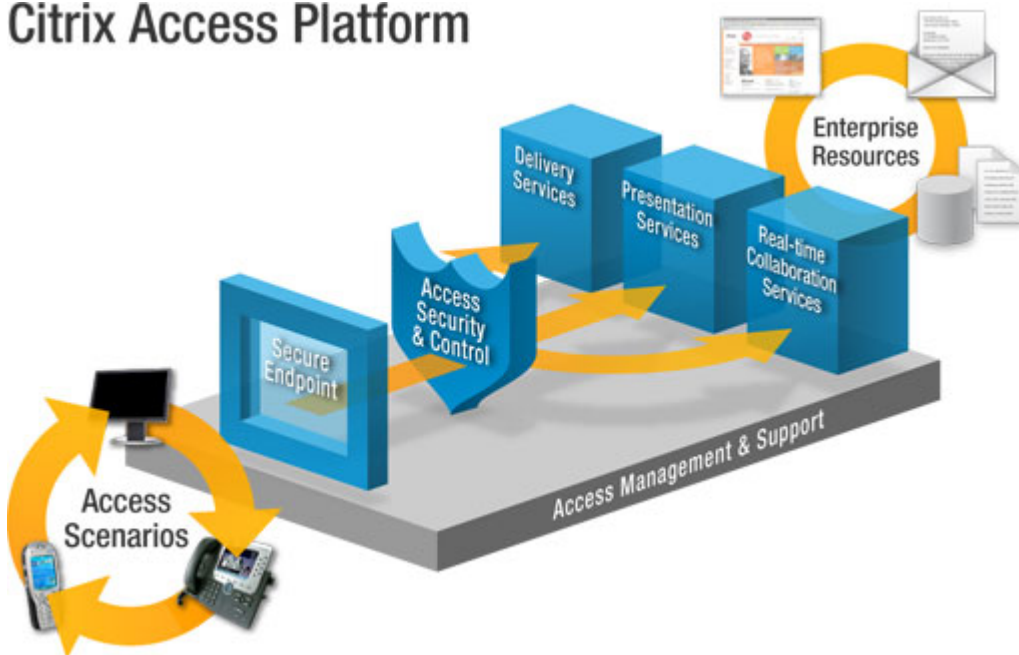 Citrix Access Platform
Enterprise
Resources
Delivery
Services
Presentation
Services
Real-time
Collaboration
Services
Access
Security
& Control
Secure
Endpoint
Access Management & Support
Access
Scenarios